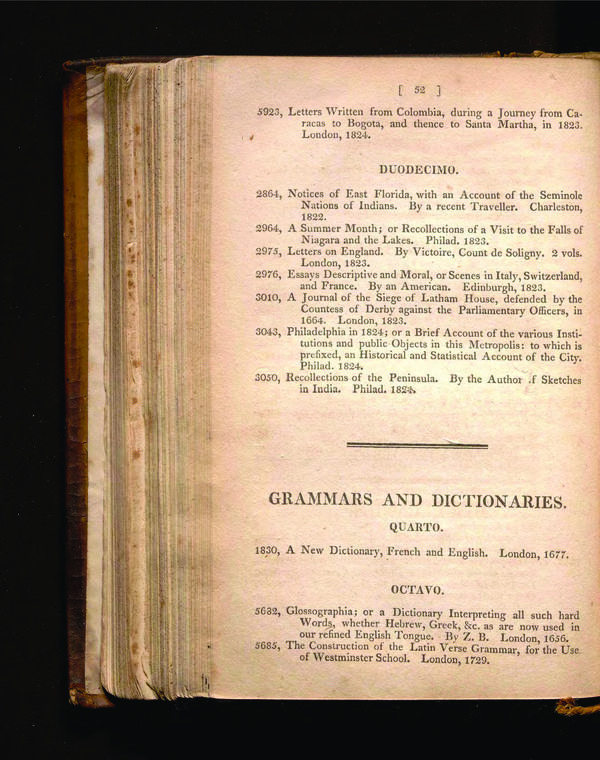 [ 52 ]
5923, Letters Written from Colombia, during a Journey from Ca-
racas to Bogota, and thence to Santa Martha, in 1823.
London, 1824.
DUODECIMO.
2864, Notices of East Florida, with an Account of the Seminole
Nations of Indians. By a recent Traveller. Charleston,
1822.
2964, A Summer Month; or Recollections of a Visit to the Falls of
Niagara and the Lakes. Philad. 1823.
2975, Letters on England. By Victoire, Count de Soligny. 2 vols.
London, 1823.
2976, Essays Descriptive and Moral, or Scenes in Italy, Switzerland,
and France. By an American. Edinburgh, 1823.
3010, A Journal of the Siege of Latham House, defended by the
Countess of Derby against the Parliamentary Officers, in
1664. London, 1823.
3043, Philadelphia in 1824; or a Brief Account of the various Insti-
tutions and public Objects in this Metropolis: to which is
prefixed, an Historical and Statistical Account of the City.
Philad. 1824.
3050, Recollections of the Peninsula. By the Author of Sketches
in India. Philad. 1824.
GRAMMARS AND DICTIONARIES.
QUARTO.
1830, A New Dictionary, French and English. London, 1677.
OCTAVO.
5632, Glossographia; or a Dictionary Interpreting all such hard
Words, whether Hebrew, Greek, &c. as are now used in
our refined English Tongue. By Z. B. London, 1656.
5685, The Construction of the Latin Verse Grammar, for the Use
of Westminster School. London, 1729.